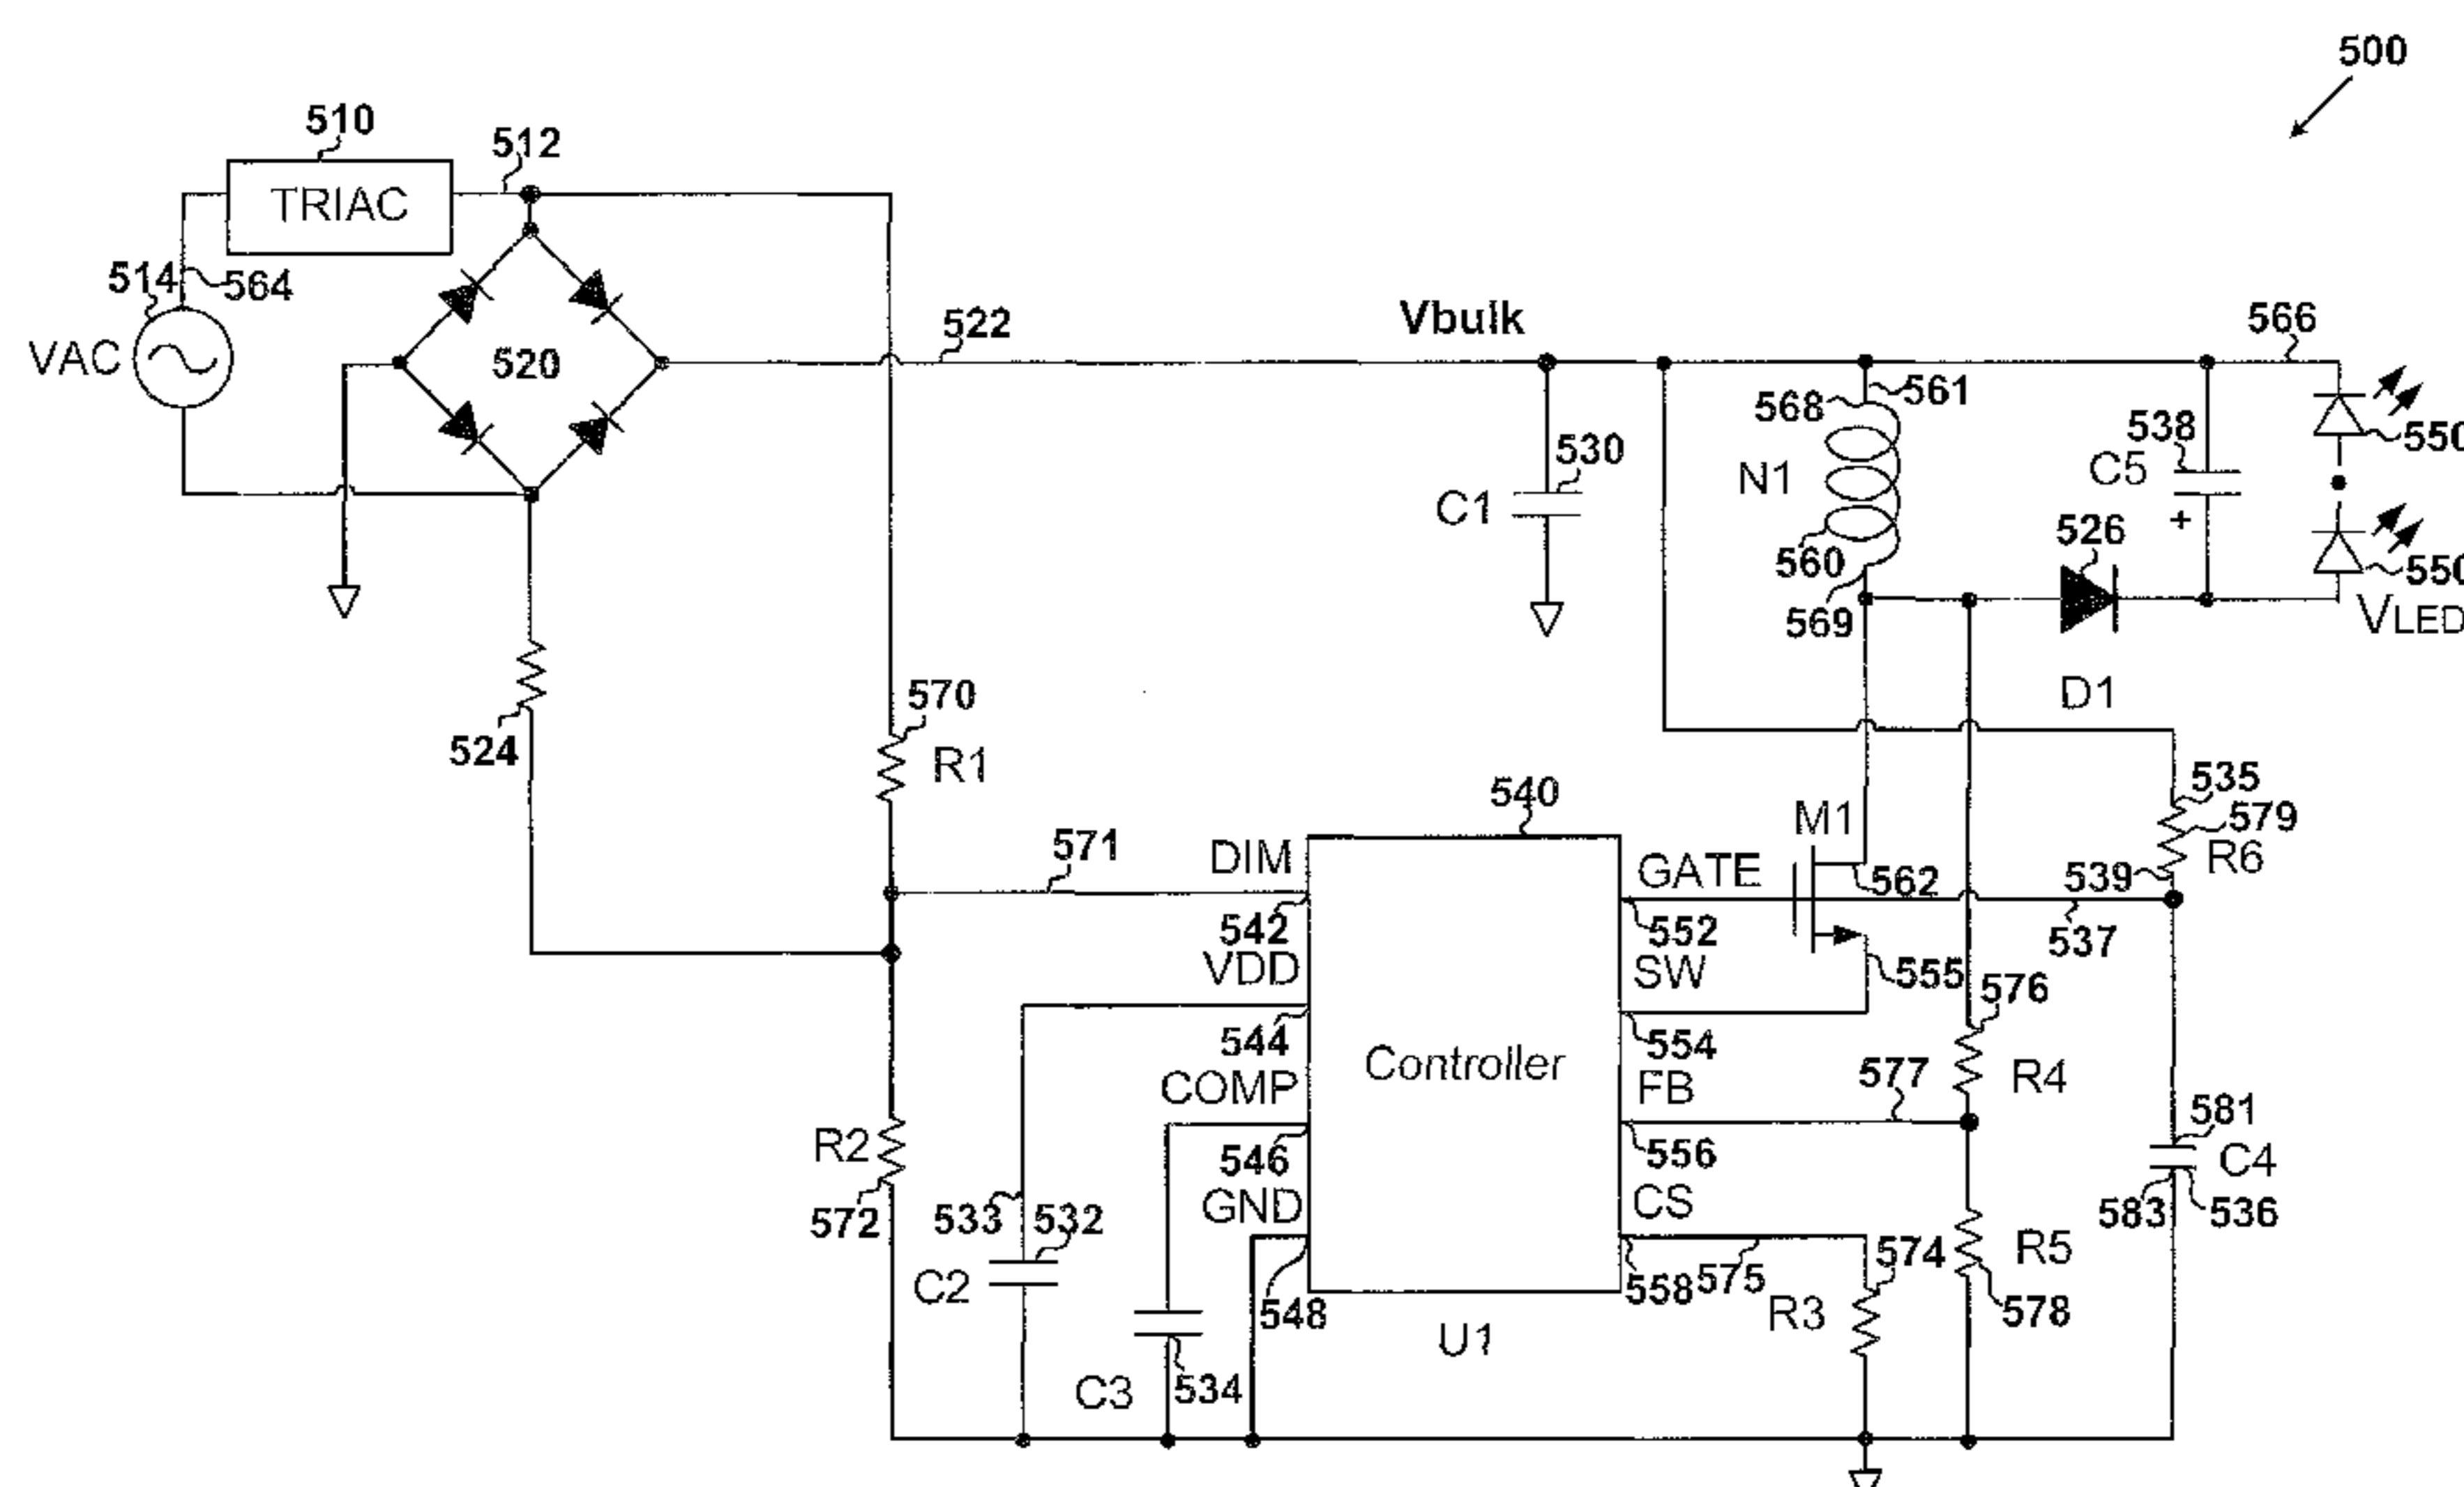 500
510
512
TRIAC
514
564
VAC
520
522
Vbulk
566
568
561
538
550
530
N1
C5
C1
526
560
550
569
VLED
D1
570
524
R1
535
540
M1
579
571
DIM
GATE
R6
562
539
542
552
537
VDD
SW
555
576
544
554
Controller
577
R4
COMP
FB
581
R2
546
556
C4
572
533
532
GND
CS
583
536
574
R5
C2
548
558
575
R3
578
U1
C3
534